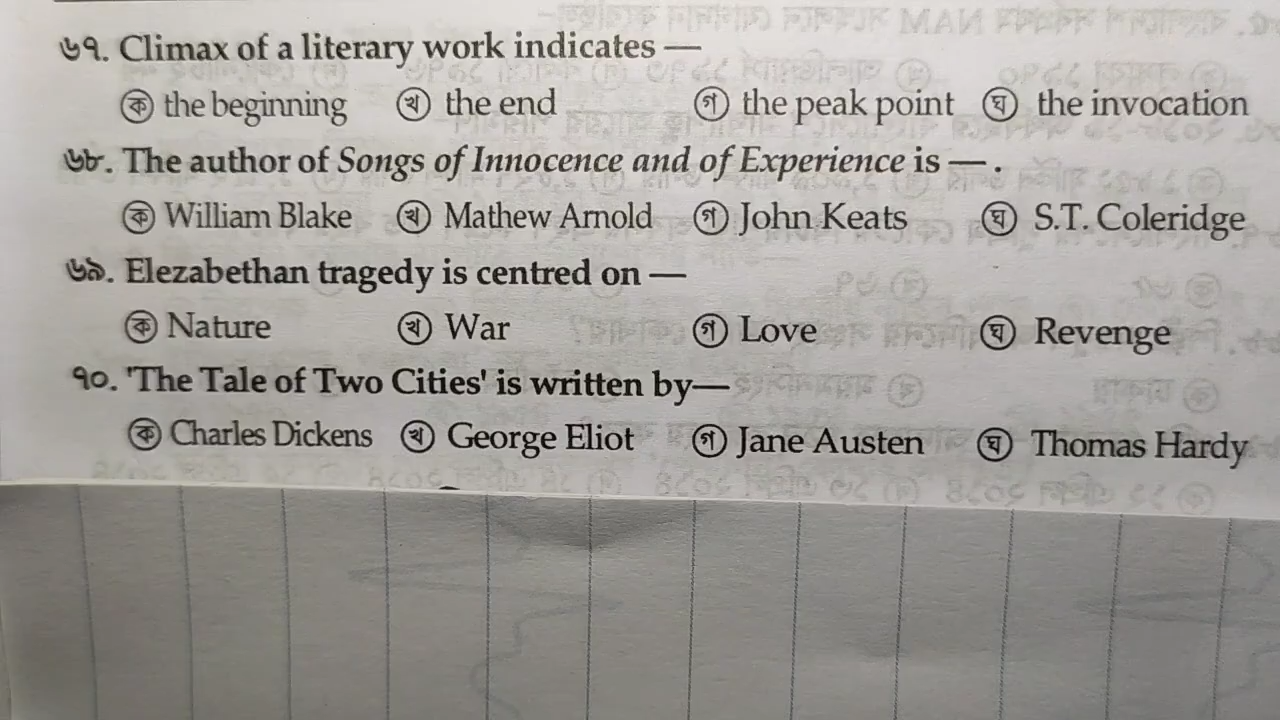 ৬৭. Climax of a literary work indicates —
ক the beginning খ the end গ the peak point ঘ the invocation
৬৮. The author of Songs of Innocence and of Experience is — .
ক William Blake খ Mathew Arnold গ John Keats ঘ S.T. Coleridge
৬৯. Elezabethan tragedy is centred on —
ক Nature খ War গ Love ঘ Revenge
৭০. 'The Tale of Two Cities' is written by—
ক Charles Dickens খ George Eliot গ Jane Austen ঘ Thomas Hardy